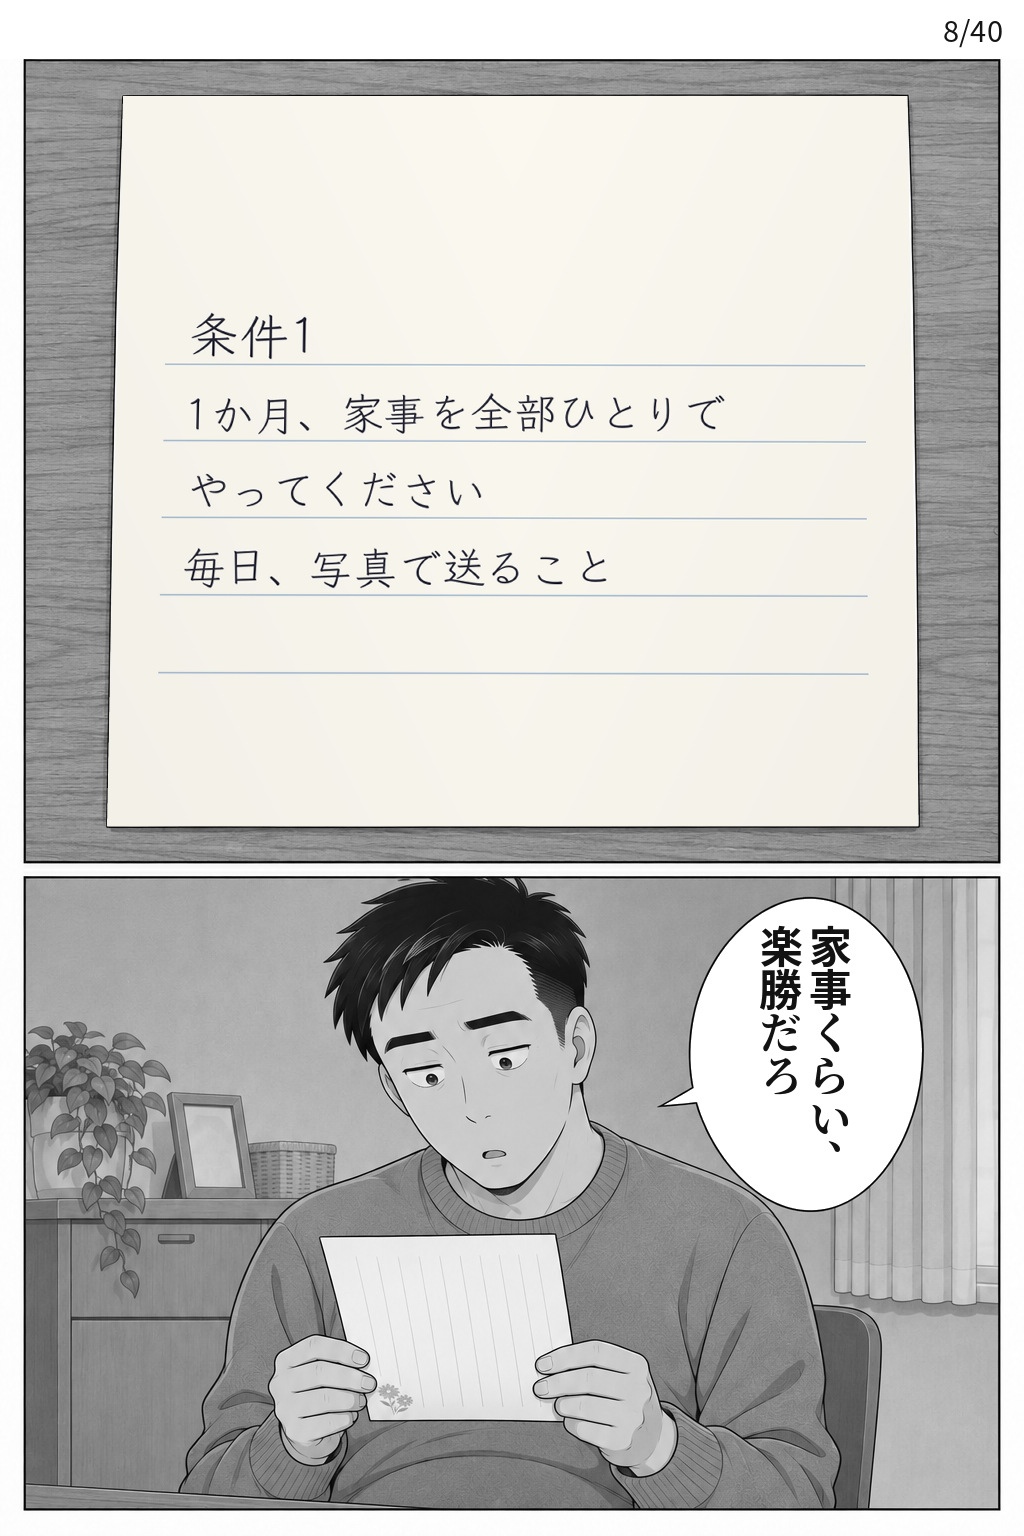 8/40
条件1
1か月、家事を全部ひとりで
やってください
毎日、写真で送ること
家事くらい、
楽勝だろ